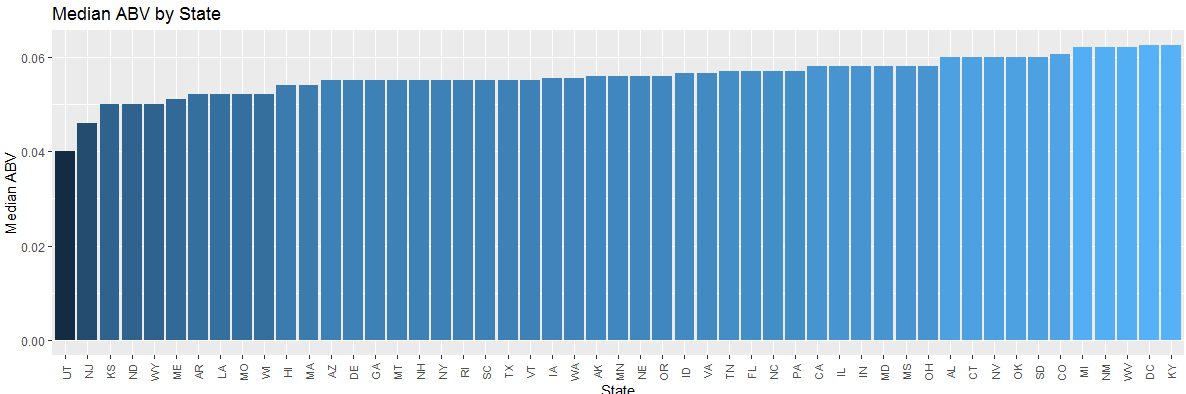 Median ABV by State
Median ABV
0.06
0.04
0.02
0.00
UT NJ KS ND WY ME AR LA MO WI HI MA AZ DE GA MT NH NY RI SC TX VT IA WA AK MN NE OR ID VA TN FL NC PA CA IL IN MD MS OH AL CT NV OK SD CO MI NM WV DC KY
State